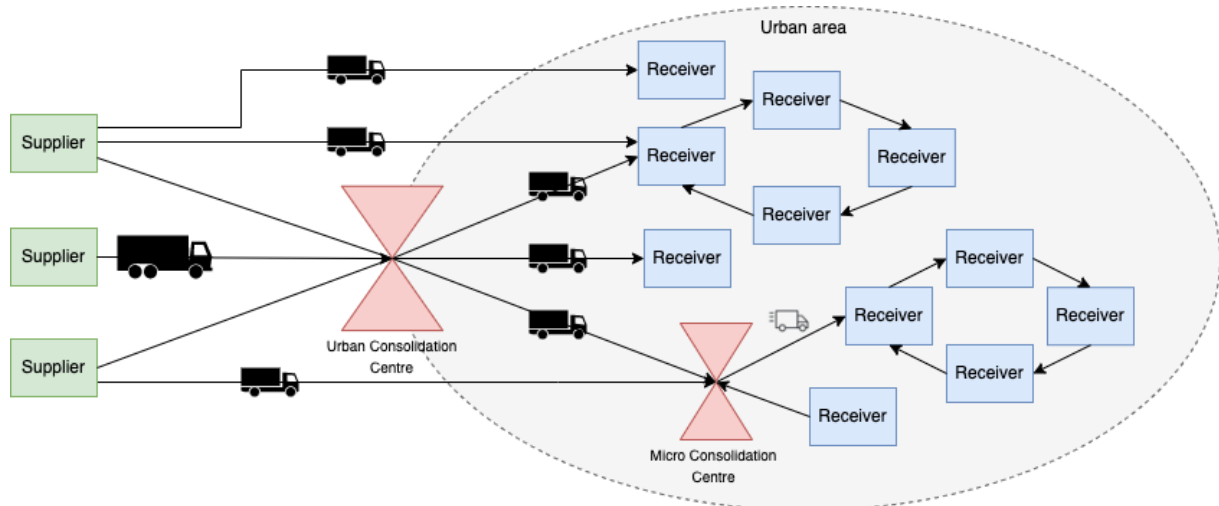 Urban area
Receiver
Receiver
Supplier
Receiver
Receiver
Receiver
Supplier
Receiver
Receiver
Receiver
Receiver
Urban Consolidation
Centre
Supplier
Receiver
Receiver
Micro Consolidation
Centre